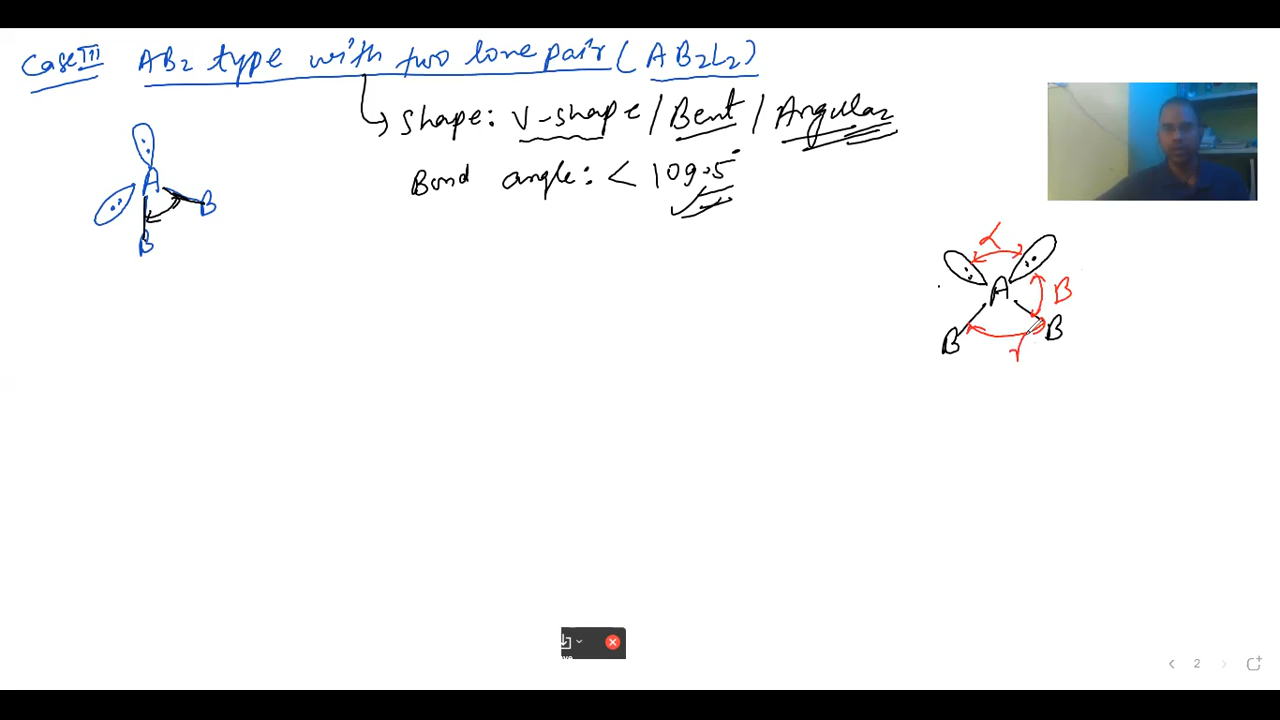 Case III AB2 type with two lone pair (AB2L2)
Shape: V-shape / Bent / Angular
Bond angle: < 109.5°
A
B
B
α
A
B
B
B
γ
2